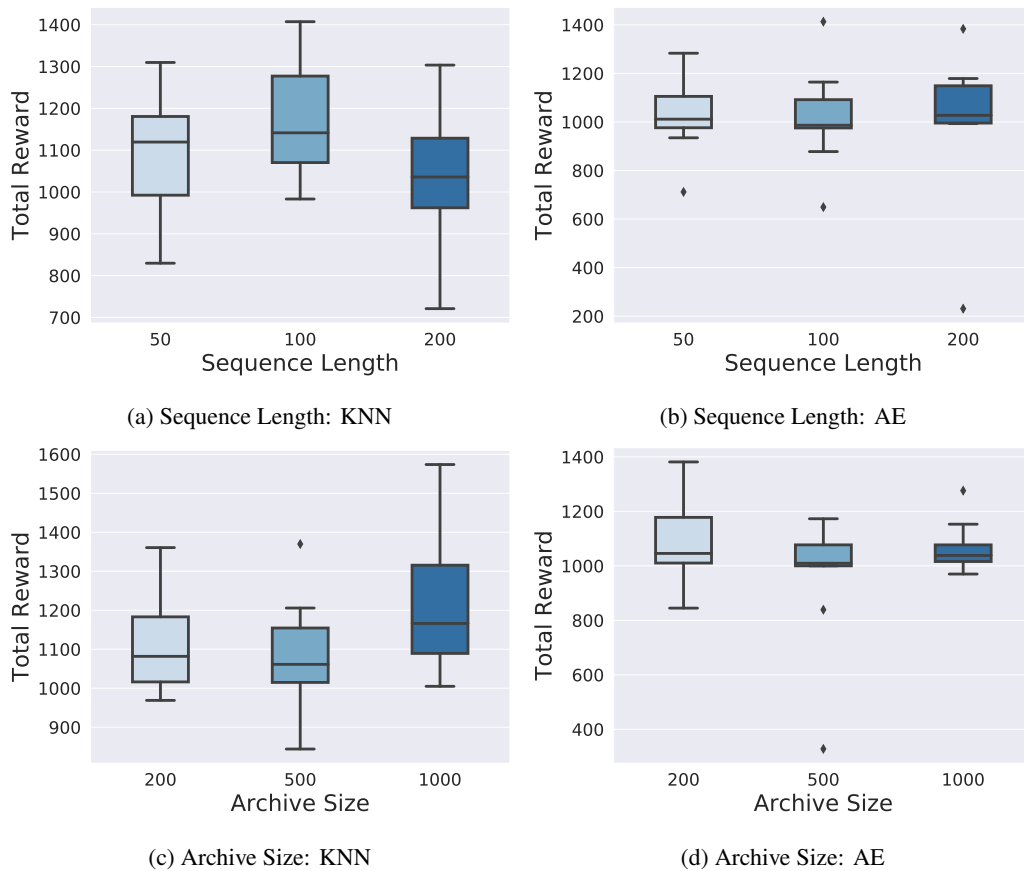 1400
1300
1200
1100
1000
900
800
700
Total Reward
50 100 200
Sequence Length
(a) Sequence Length: KNN
1400
1200
1000
800
600
400
200
Total Reward
50 100 200
Sequence Length
(b) Sequence Length: AE
1600
1500
1400
1300
1200
1100
1000
900
Total Reward
200 500 1000
Archive Size
(c) Archive Size: KNN
1400
1200
1000
800
600
400
Total Reward
200 500 1000
Archive Size
(d) Archive Size: AE